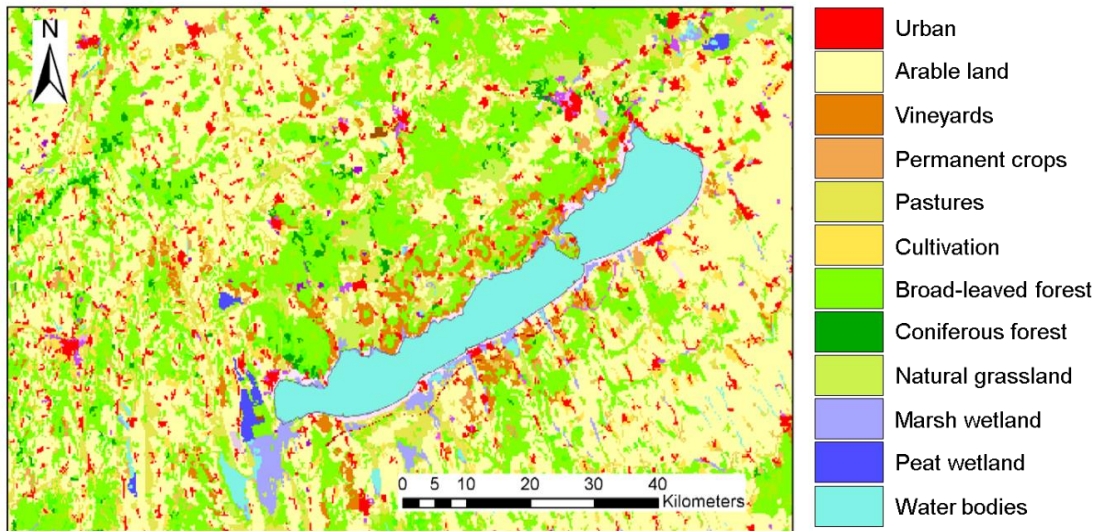 N
0 5 10 20 30 40
Kilometers
Urban
Arable land
Vineyards
Permanent crops
Pastures
Cultivation
Broad-leaved forest
Coniferous forest
Natural grassland
Marsh wetland
Peat wetland
Water bodies